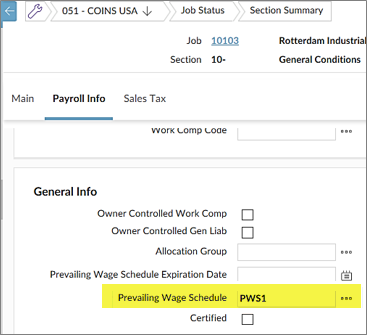 051 - COINS USA Job Status Section Summary
Job 10103 Rotterdam Industrial
Section 10- General Conditions
Main Payroll Info Sales Tax
Work Comp Code
General Info
Owner Controlled Work Comp
Owner Controlled Gen Liab
Allocation Group
Prevailing Wage Schedule Expiration Date
Prevailing Wage Schedule PWS1
Certified